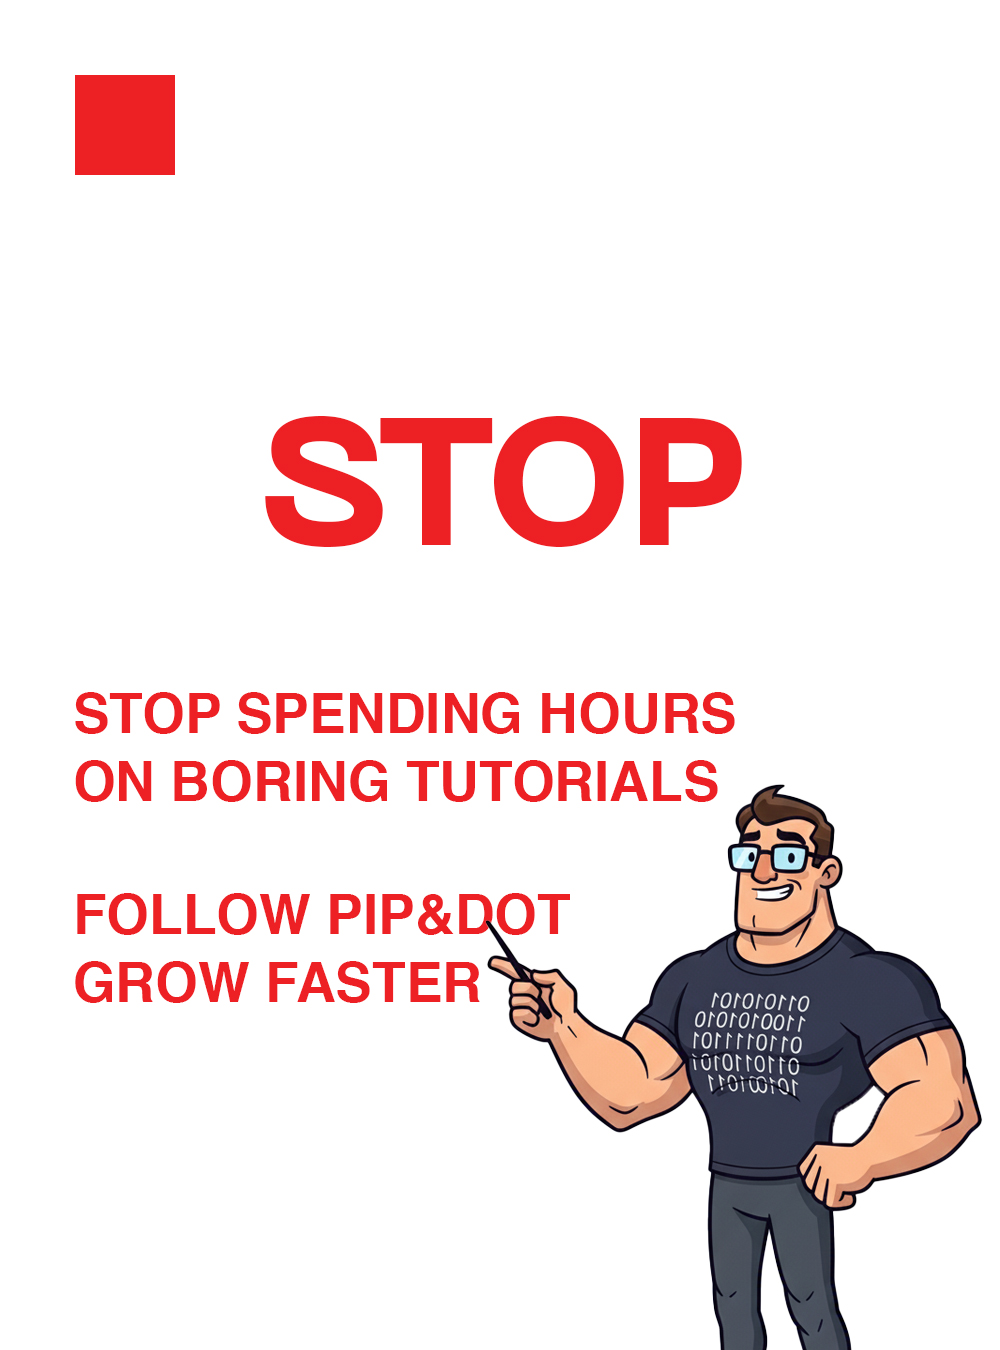 STOP
STOP SPENDING HOURS
ON BORING TUTORIALS
FOLLOW PIP&DOT
GROW FASTER